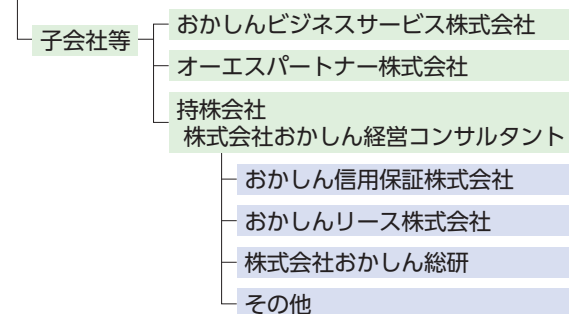 子会社等
おかしんビジネスサービス株式会社
オーエスパートナー株式会社
持株会社
株式会社おかしん経営コンサルタント
おかしん信用保証株式会社
おかしんリース株式会社
株式会社おかしん総研
その他